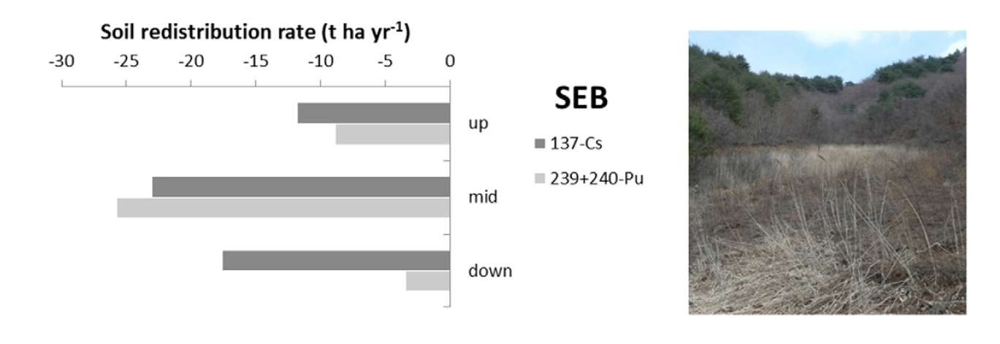 Soil redistribution rate (t ha yr⁻¹)
-30 -25 -20 -15 -10 -5 0
up
mid
down
SEB
137-Cs
239+240-Pu